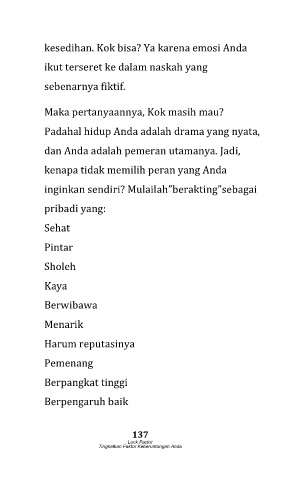 kesedihan. Kok bisa? Ya karena emosi Anda
ikut terseret ke dalam naskah yang
sebenarnya fiktif.
Maka pertanyaannya, Kok masih mau?
Padahal hidup Anda adalah drama yang nyata,
dan Anda adalah pemeran utamanya. Jadi,
kenapa tidak memilih peran yang Anda
inginkan sendiri? Mulailah”berakting”sebagai
pribadi yang:
Sehat
Pintar
Sholeh
Kaya
Berwibawa
Menarik
Harum reputasinya
Pemenang
Berpangkat tinggi
Berpengaruh baik
137
Luck Factor
Tingkatkan Faktor Keberuntungan Anda